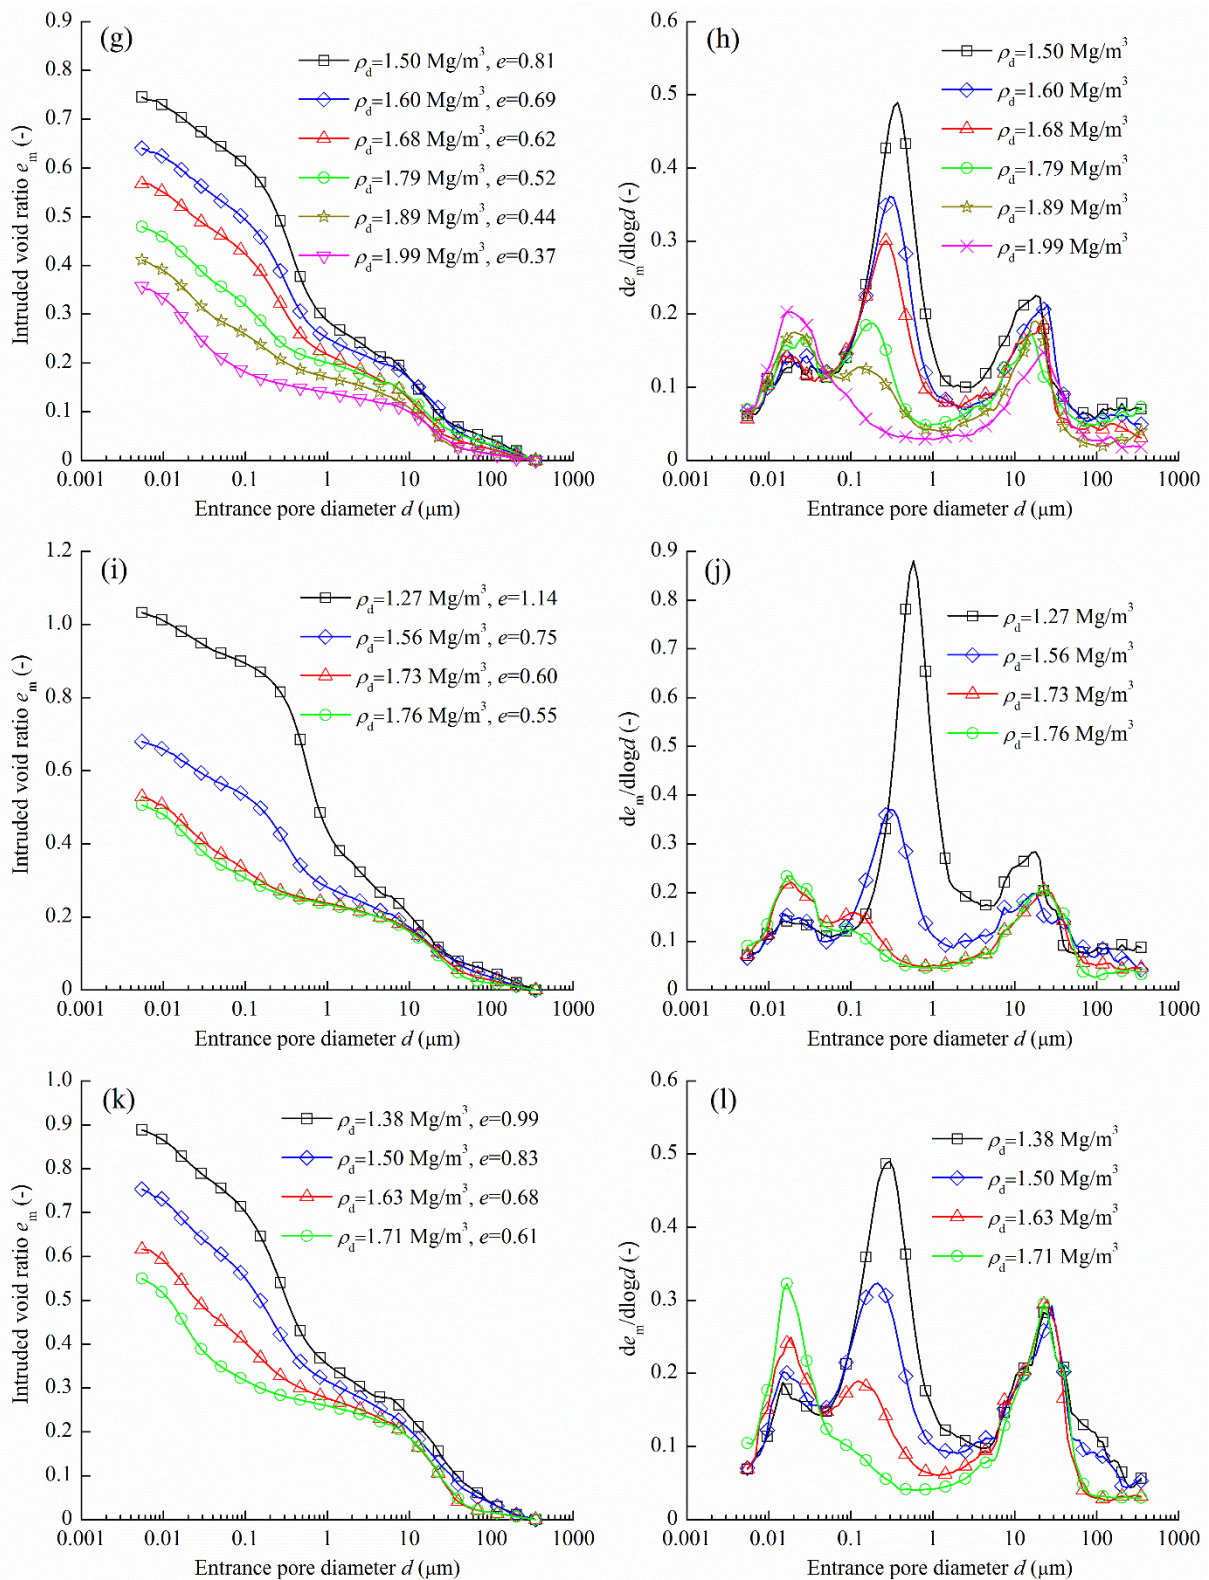 (g)
Intruded void ratio eₘ (-)
0.9
0.8
0.7
0.6
0.5
0.4
0.3
0.2
0.1
0
ρd=1.50 Mg/m³, e=0.81
ρd=1.60 Mg/m³, e=0.69
ρd=1.68 Mg/m³, e=0.62
ρd=1.79 Mg/m³, e=0.52
ρd=1.89 Mg/m³, e=0.44
ρd=1.99 Mg/m³, e=0.37
0.001 0.01 0.1 1 10 100 1000
Entrance pore diameter d (μm)
(h)
deₘ/dlogd (-)
0.6
0.5
0.4
0.3
0.2
0.1
0
ρd=1.50 Mg/m³
ρd=1.60 Mg/m³
ρd=1.68 Mg/m³
ρd=1.79 Mg/m³
ρd=1.89 Mg/m³
ρd=1.99 Mg/m³
0.001 0.01 0.1 1 10 100 1000
Entrance pore diameter d (μm)
(i)
Intruded void ratio eₘ (-)
1.2
1.0
0.8
0.6
0.4
0.2
0
ρd=1.27 Mg/m³, e=1.14
ρd=1.56 Mg/m³, e=0.75
ρd=1.73 Mg/m³, e=0.60
ρd=1.76 Mg/m³, e=0.55
0.001 0.01 0.1 1 10 100 1000
Entrance pore diameter d (μm)
(j)
deₘ/dlogd (-)
0.9
0.8
0.7
0.6
0.5
0.4
0.3
0.2
0.1
0
ρd=1.27 Mg/m³
ρd=1.56 Mg/m³
ρd=1.73 Mg/m³
ρd=1.76 Mg/m³
0.001 0.01 0.1 1 10 100 1000
Entrance pore diameter d (μm)
(k)
Intruded void ratio eₘ (-)
1.0
0.9
0.8
0.7
0.6
0.5
0.4
0.3
0.2
0.1
0
ρd=1.38 Mg/m³, e=0.99
ρd=1.50 Mg/m³, e=0.83
ρd=1.63 Mg/m³, e=0.68
ρd=1.71 Mg/m³, e=0.61
0.001 0.01 0.1 1 10 100 1000
Entrance pore diameter d (μm)
(l)
deₘ/dlogd (-)
0.6
0.5
0.4
0.3
0.2
0.1
0
ρd=1.38 Mg/m³
ρd=1.50 Mg/m³
ρd=1.63 Mg/m³
ρd=1.71 Mg/m³
0.001 0.01 0.1 1 10 100 1000
Entrance pore diameter d (μm)